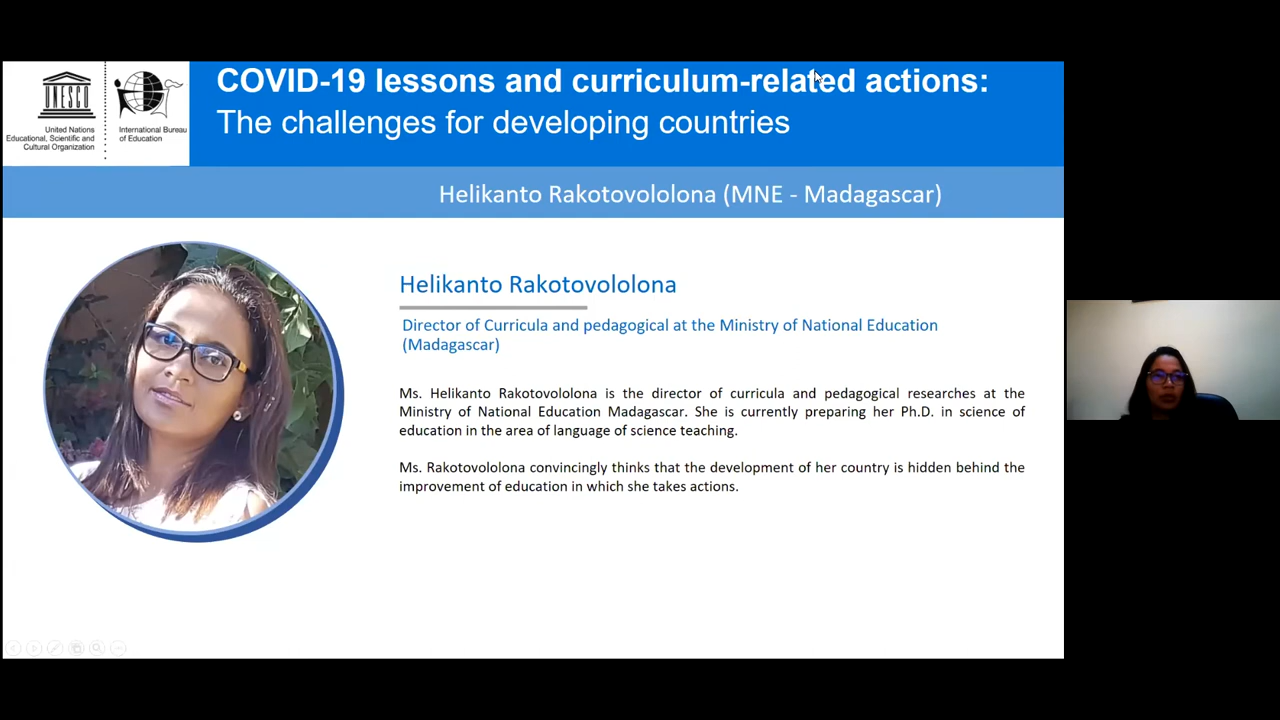 COVID-19 lessons and curriculum-related actions:
The challenges for developing countries
UNESCO
United Nations
Educational, Scientific and
Cultural Organization
International Bureau
of Education
Helikanto Rakotovololona (MNE - Madagascar)
Helikanto Rakotovololona
Director of Curricula and pedagogical at the Ministry of National Education
(Madagascar)
Ms. Helikanto Rakotovololona is the director of curricula and pedagogical researches at the
Ministry of National Education Madagascar. She is currently preparing her Ph.D. in science of
education in the area of language of science teaching.
Ms. Rakotovololona convincingly thinks that the development of her country is hidden behind the
improvement of education in which she takes actions.